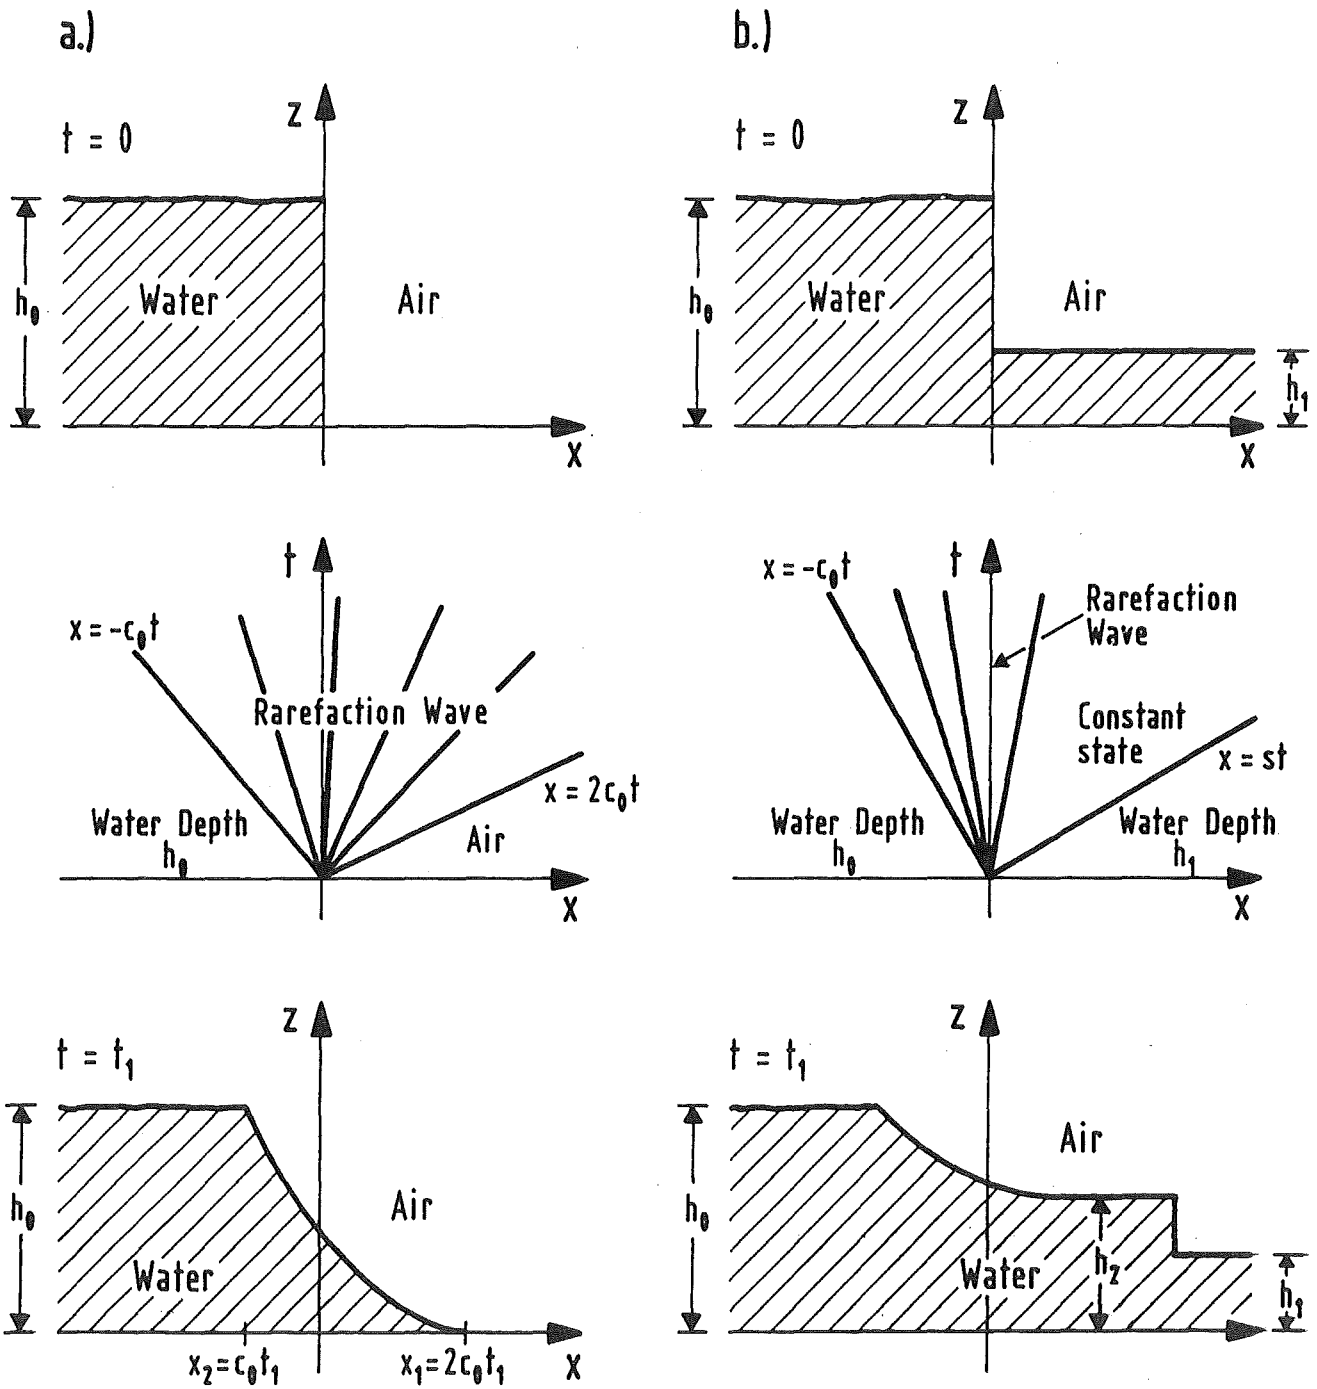 a.)
z
t = 0
h₀
Water
Air
x
t
x = -c₀t
Rarefaction Wave
x = 2c₀t
Water Depth
h₀
Air
x
z
t = t₁
h₀
Air
Water
x₂=c₀t₁
x₁=2c₀t₁
x
b.)
z
t = 0
h₀
Water
Air
h₁
x
x = -c₀t
t
Rarefaction
Wave
Constant
state
x = st
Water Depth
h₀
Water Depth
h₁
x
z
t = t₁
h₀
Air
Water
h₂
h₁